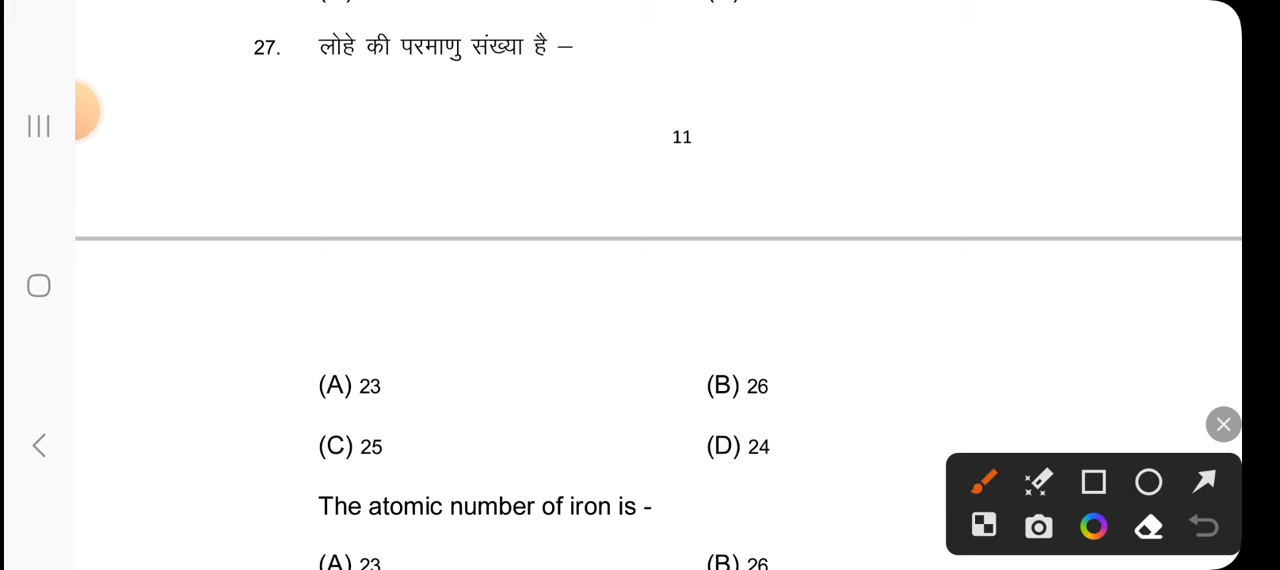 27. लोहे की परमाणु संख्या है –
11
(A) 23 (B) 26
(C) 25 (D) 24
The atomic number of iron is -
(A) 23 (B) 26